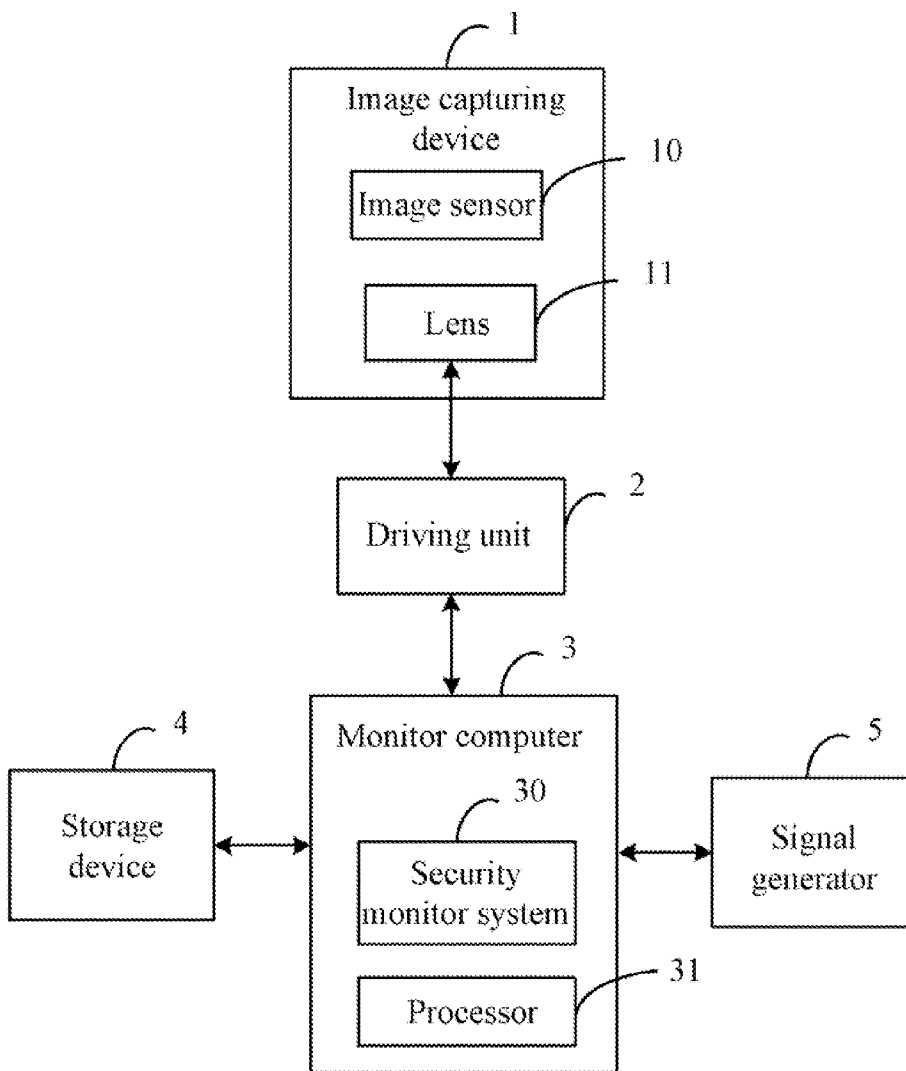 1
Image capturing
device
10
Image sensor
11
Lens
2
Driving unit
3
Monitor computer
4
Storage
device
30
Security
monitor system
31
Processor
5
Signal
generator